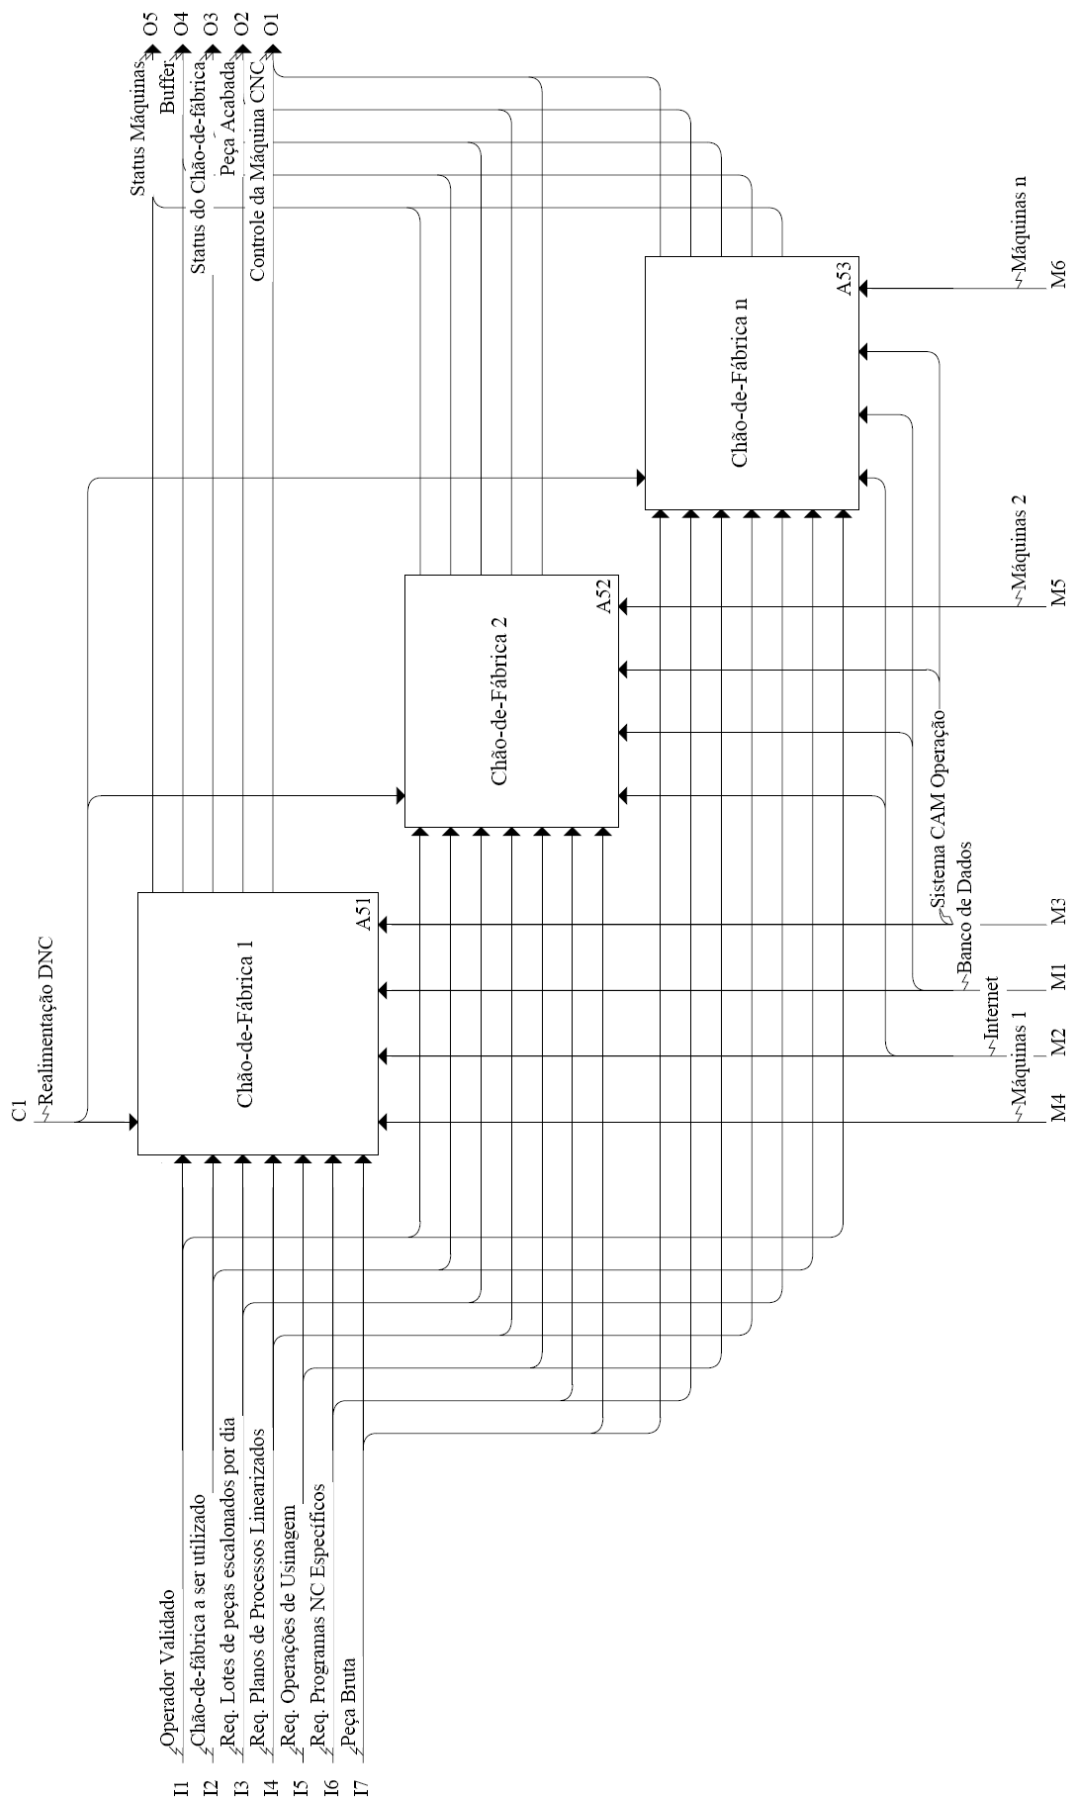 C1
Realimentação DNC
I1
Operador Validado
I2
Chão-de-fábrica a ser utilizado
I3
Req. Lotes de peças escalonados por dia
I4
Req. Planos de Processos Linearizados
I5
Req. Operações de Usinagem
I6
Req. Programas NC Específicos
I7
Peça Bruta
Chão-de-Fábrica 1
A51
Chão-de-Fábrica 2
A52
Chão-de-Fábrica n
A53
Status Máquinas
O5
Buffer
O4
Status do Chão-de-fábrica
O3
Peça Acabada
O2
Controle da Máquina CNC
O1
Máquinas 1
M4
Internet
M2
Banco de Dados
M1
Sistema CAM Operação
M3
Máquinas 2
M5
Máquinas n
M6